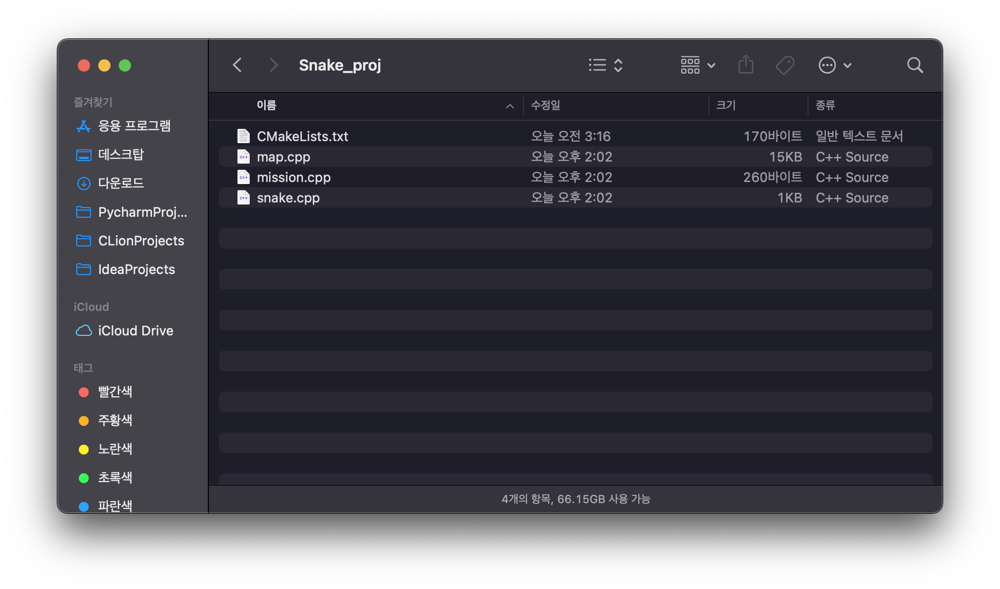 Snake_proj
즐겨찾기
응용 프로그램
데스크탑
다운로드
PycharmProj...
CLionProjects
IdeaProjects
iCloud
iCloud Drive
태그
빨간색
주황색
노란색
초록색
파란색
이름 수정일 크기 종류
CMakeLists.txt 오늘 오전 3:16 170바이트 일반 텍스트 문서
C++ map.cpp 오늘 오후 2:02 15KB C++ Source
C++ mission.cpp 오늘 오후 2:02 260바이트 C++ Source
C++ snake.cpp 오늘 오후 2:02 1KB C++ Source
4개의 항목, 66.15GB 사용 가능